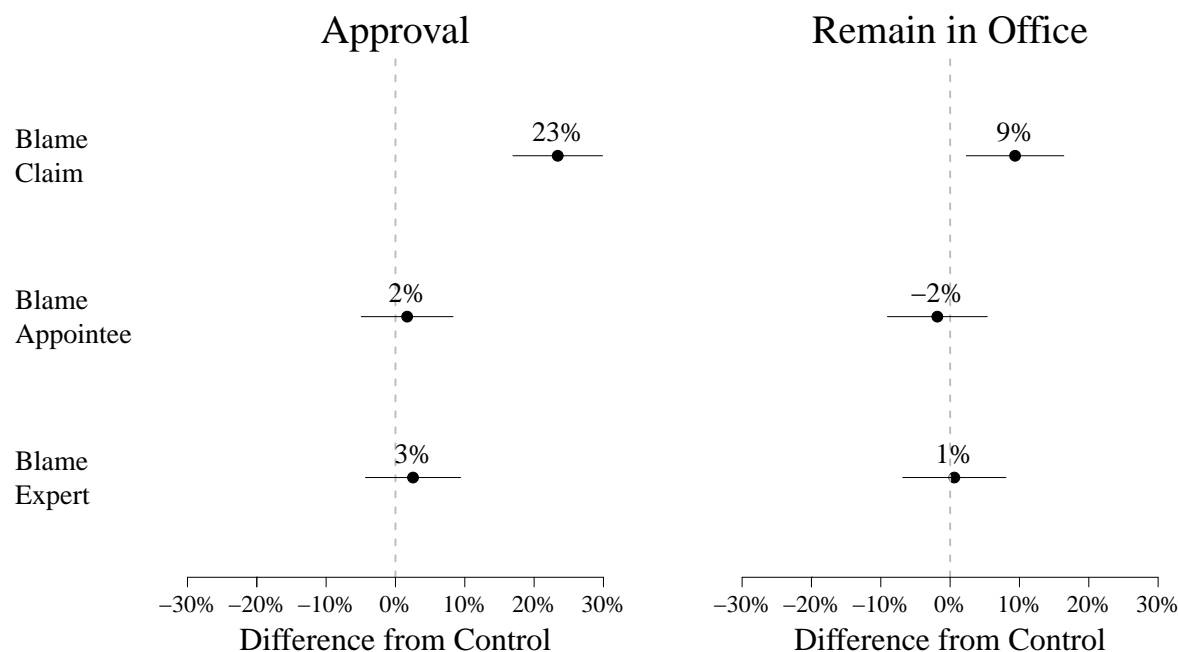 Approval
Remain in Office
Blame
Claim
23%
9%
Blame
Appointee
2%
−2%
Blame
Expert
3%
1%
−30% −20% −10% 0% 10% 20% 30%
−30% −20% −10% 0% 10% 20% 30%
Difference from Control
Difference from Control